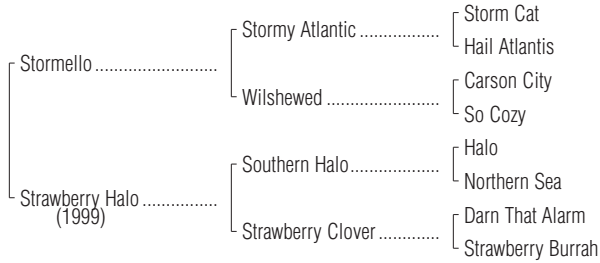 Storm Cat
Stormy Atlantic ..................
Hail Atlantis
Stormello ...........................
Carson City
Wilshewed .........................
So Cozy
Halo
Southern Halo....................
Northern Sea
Strawberry Halo .................
(1999)
Darn That Alarm
Strawberry Clover..............
Strawberry Burrah